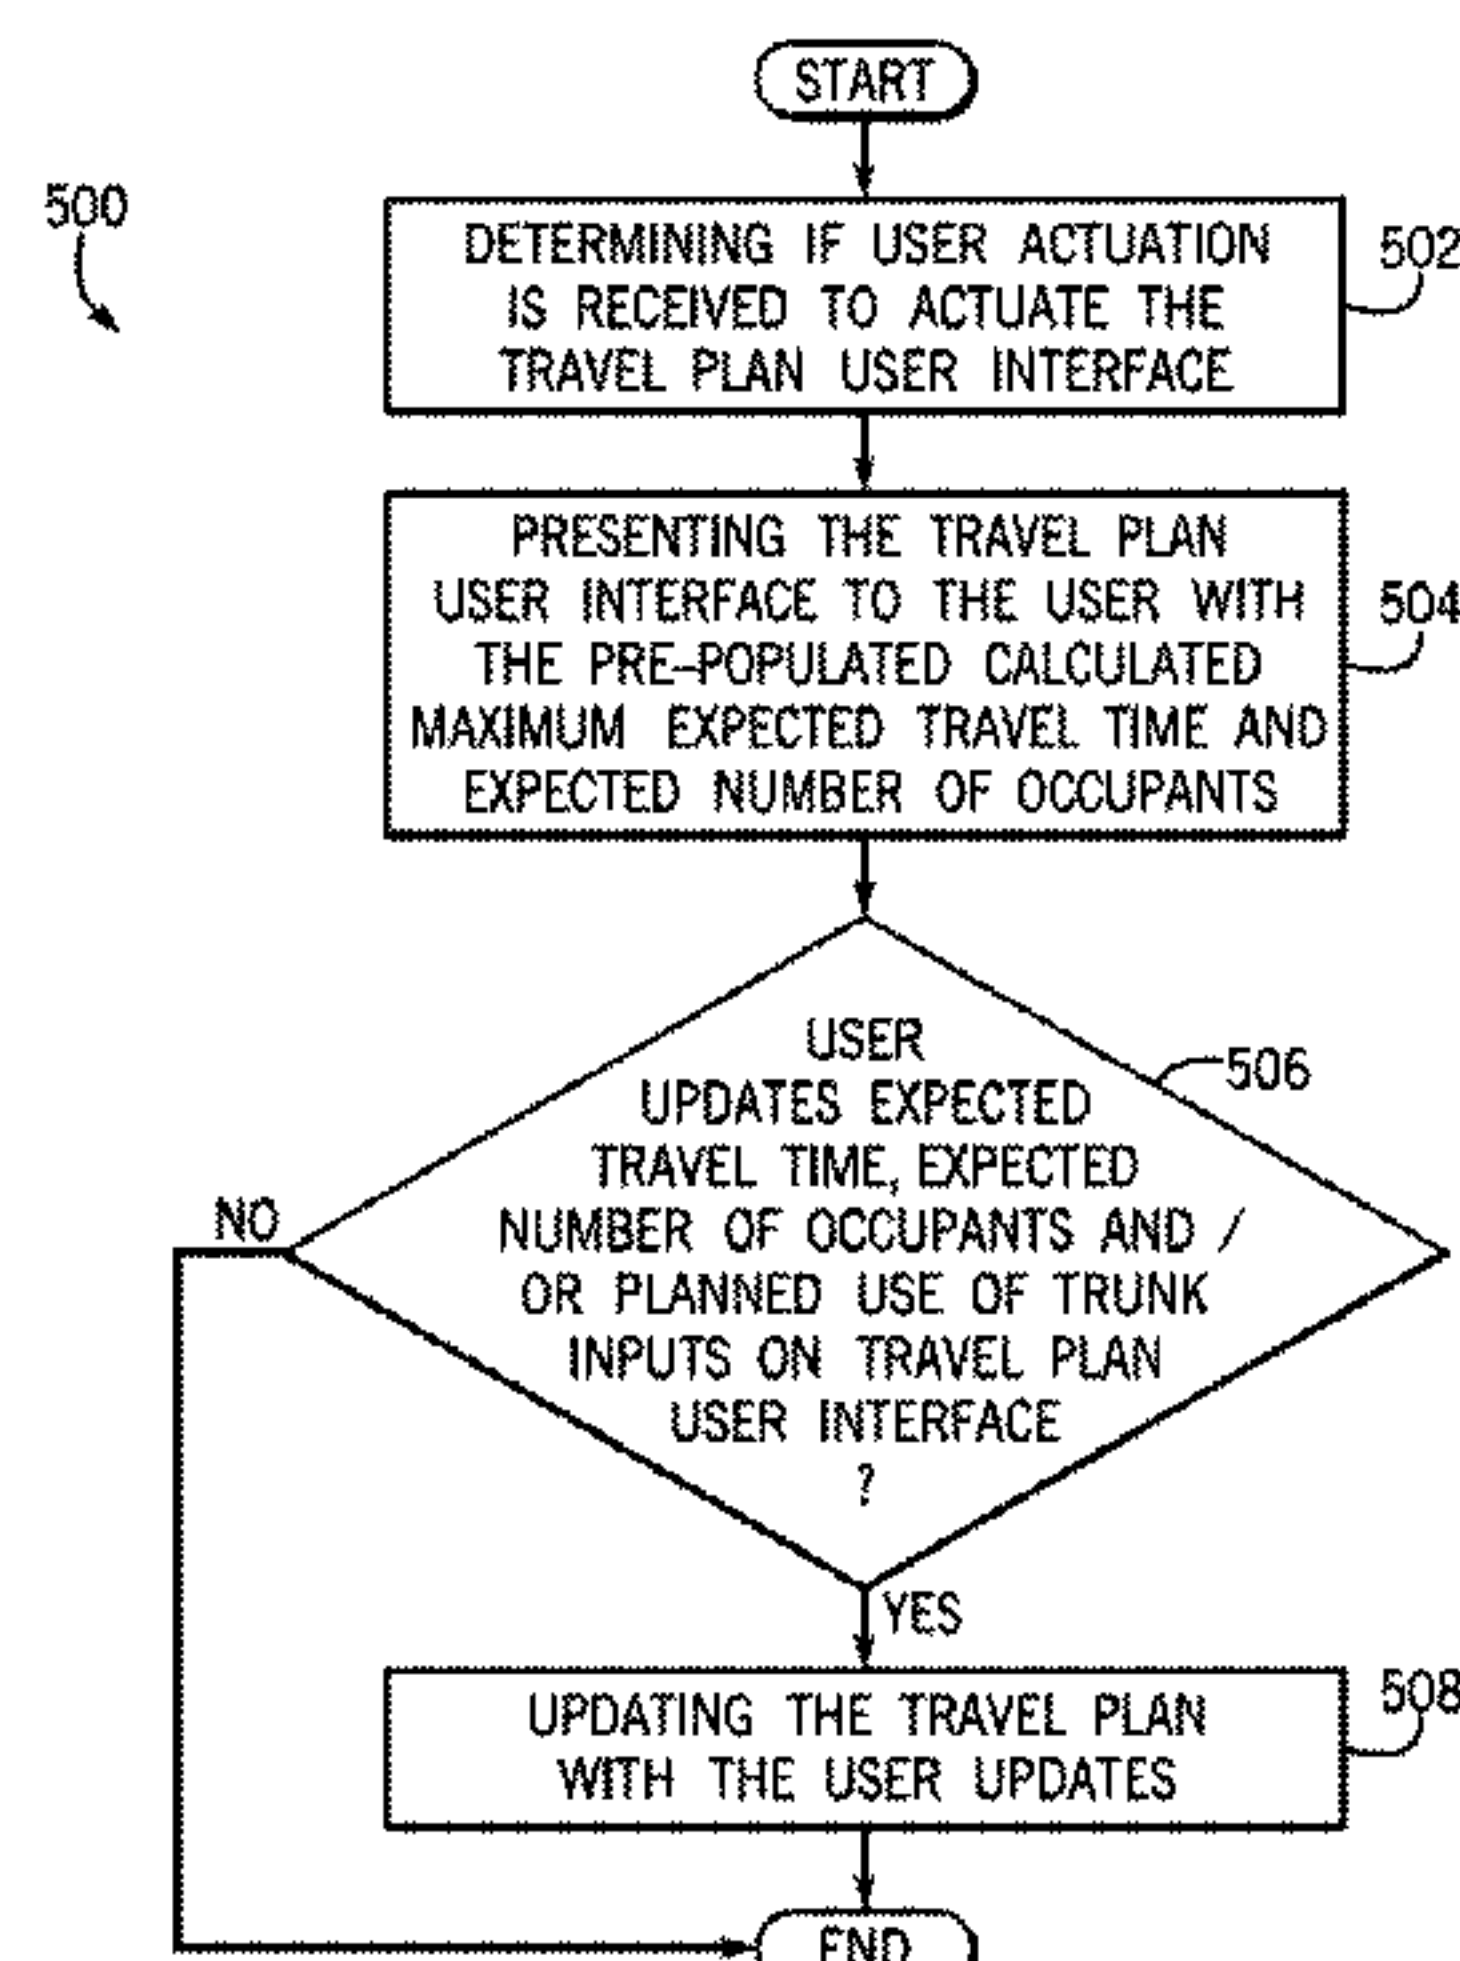 START
500
DETERMINING IF USER ACTUATION
IS RECEIVED TO ACTUATE THE
TRAVEL PLAN USER INTERFACE
502
PRESENTING THE TRAVEL PLAN
USER INTERFACE TO THE USER WITH
THE PRE-POPULATED CALCULATED
MAXIMUM EXPECTED TRAVEL TIME AND
EXPECTED NUMBER OF OCCUPANTS
504
USER
UPDATES EXPECTED
TRAVEL TIME, EXPECTED
NUMBER OF OCCUPANTS AND /
OR PLANNED USE OF TRUNK
INPUTS ON TRAVEL PLAN
USER INTERFACE
?
506
NO
YES
UPDATING THE TRAVEL PLAN
WITH THE USER UPDATES
508
END